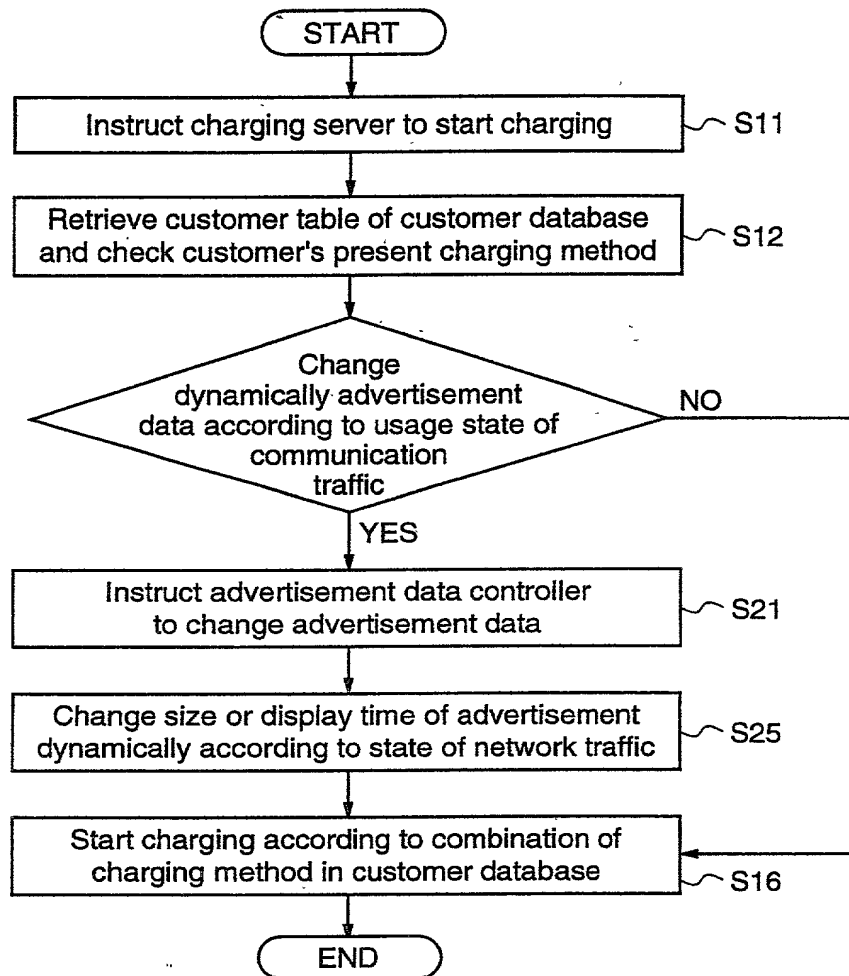 START
Instruct charging server to start charging
S11
Retrieve customer table of customer database
and check customer's present charging method
S12
Change
dynamically advertisement
data according to usage state of
communication
traffic
NO
YES
Instruct advertisement data controller
to change advertisement data
S21
Change size or display time of advertisement
dynamically according to state of network traffic
S25
Start charging according to combination of
charging method in customer database
S16
END